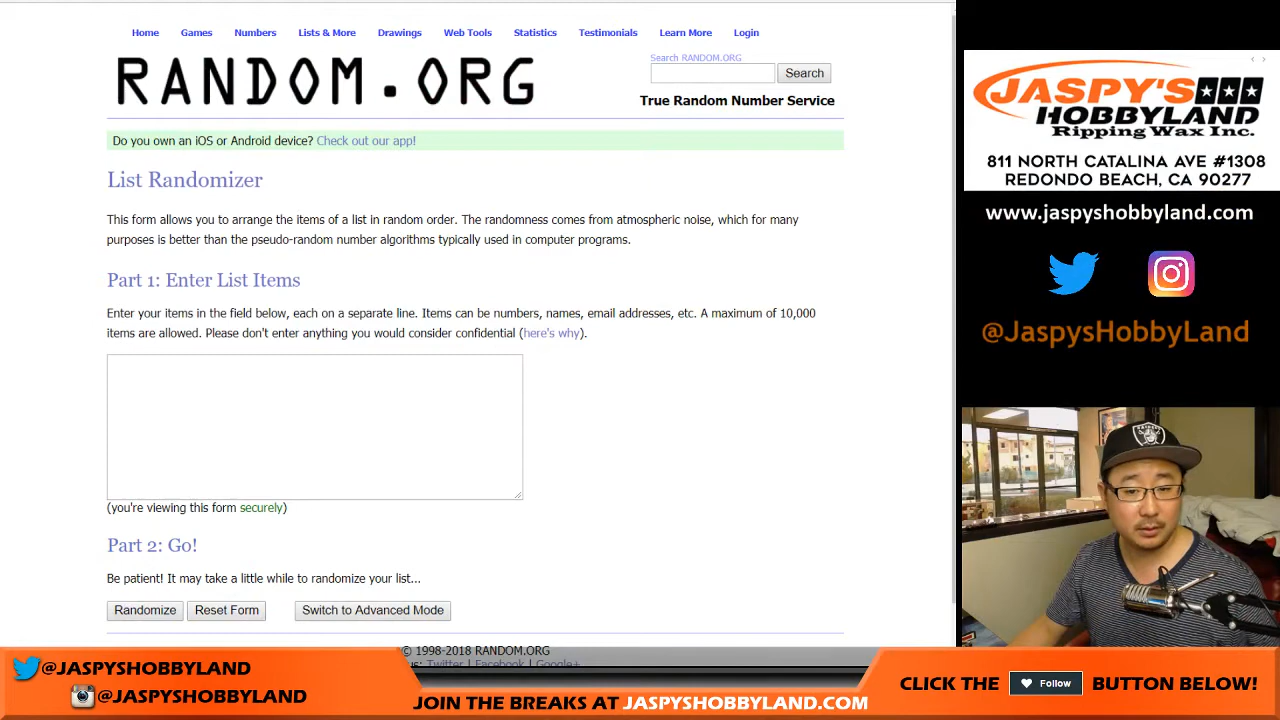 Home Games Numbers Lists & More Drawings Web Tools Statistics Testimonials Learn More Login
Search RANDOM.ORG
RANDOM.ORG
Search
True Random Number Service
Do you own an iOS or Android device? Check out our app!
List Randomizer
This form allows you to arrange the items of a list in random order. The randomness comes from atmospheric noise, which for many
purposes is better than the pseudo-random number algorithms typically used in computer programs.
Part 1: Enter List Items
Enter your items in the field below, each on a separate line. Items can be numbers, names, email addresses, etc. A maximum of 10,000
items are allowed. Please don't enter anything you would consider confidential (here's why).
(you're viewing this form securely)
Part 2: Go!
Be patient! It may take a little while to randomize your list...
Randomize Reset Form Switch to Advanced Mode
© 1998-2018 RANDOM.ORG
us: Twitter | Facebook | Google+
JASPY'S
HOBBYLAND
Ripping Wax Inc.
811 NORTH CATALINA AVE #1308
REDONDO BEACH, CA 90277
www.jaspyshobbyland.com
@JaspysHobbyLand
RAIDERS
@JASPYSHOBBYLAND
@JASPYSHOBBYLAND
JOIN THE BREAKS AT JASPYSHOBBYLAND.COM
CLICK THE Follow BUTTON BELOW!